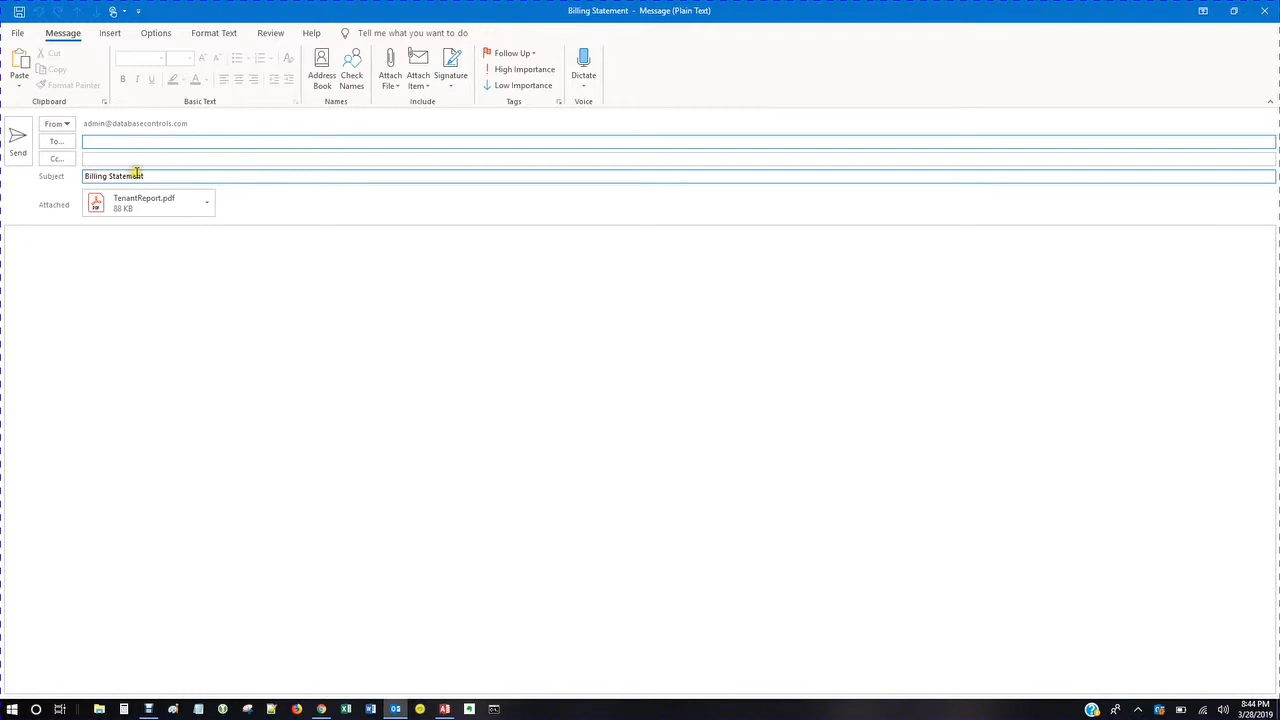 Billing Statement - Message (Plain Text)
File Message Insert Options Format Text Review Help Tell me what you want to do
Paste Cut Copy Format Painter
Clipboard
B I U A
Basic Text
Address Book Check Names
Names
Attach File Attach Item Signature
Include
Follow Up
High Importance
Low Importance
Tags
Dictate
Voice
Send
From admin@databasecontrols.com
To...
Cc...
Subject Billing Statement
Attached TenantReport.pdf
88 KB
8:44 PM
3/28/2019